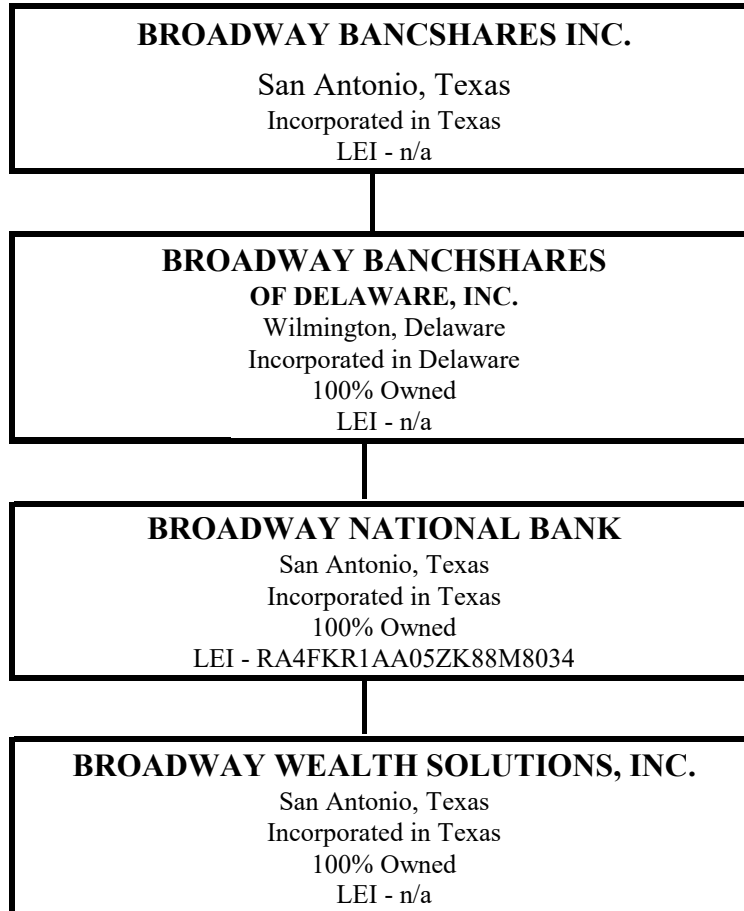 BROADWAY BANCSHARES INC.
San Antonio, Texas
Incorporated in Texas
LEI - n/a
BROADWAY BANCHSHARES
OF DELAWARE, INC.
Wilmington, Delaware
Incorporated in Delaware
100% Owned
LEI - n/a
BROADWAY NATIONAL BANK
San Antonio, Texas
Incorporated in Texas
100% Owned
LEI - RA4FKR1AA05ZK88M8034
BROADWAY WEALTH SOLUTIONS, INC.
San Antonio, Texas
Incorporated in Texas
100% Owned
LEI - n/a